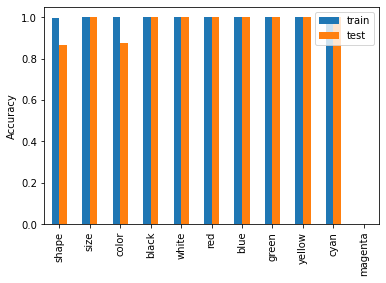 train
test
1.0
0.8
0.6
0.4
0.2
0.0
Accuracy
shape
size
color
black
white
red
blue
green
yellow
cyan
magenta